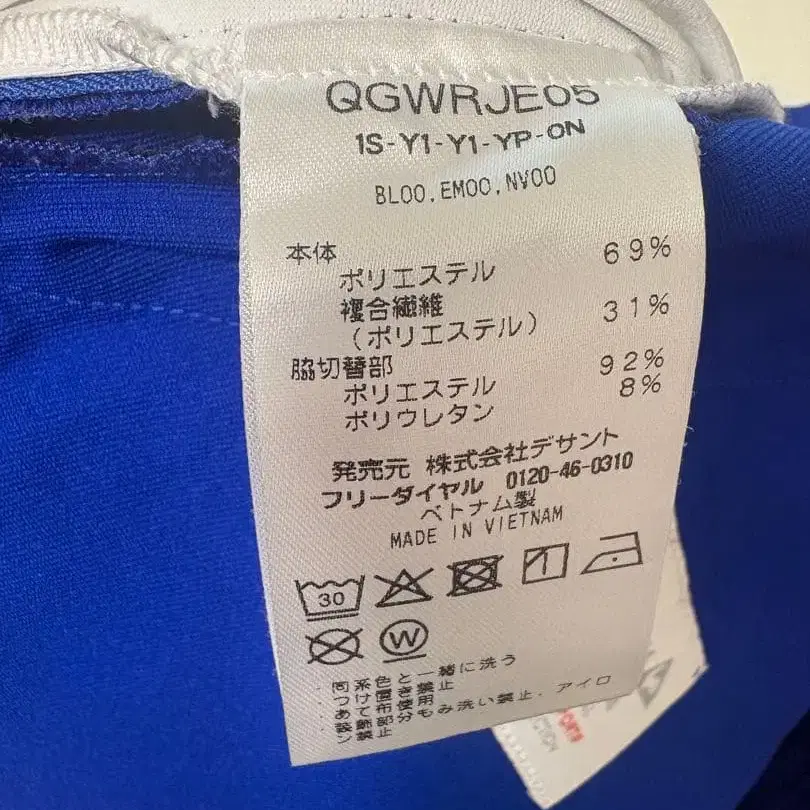 QGWRJE05
1S-Y1-Y1-YP-ON
BL00,EM00,NV00
本体
ポリエステル 69%
複合繊維
(ポリエステル) 31%
脇切替部
ポリエステル 92%
ポリウレタン 8%
発売元 株式会社デサント
フリーダイヤル 0120-46-0310
ベトナム製
MADE IN VIETNAM
30
W
・同系色と一緒に洗う
・つけ置き禁止
・あて布使用
・装飾部分もみ洗い禁止．アイロ
ン禁止